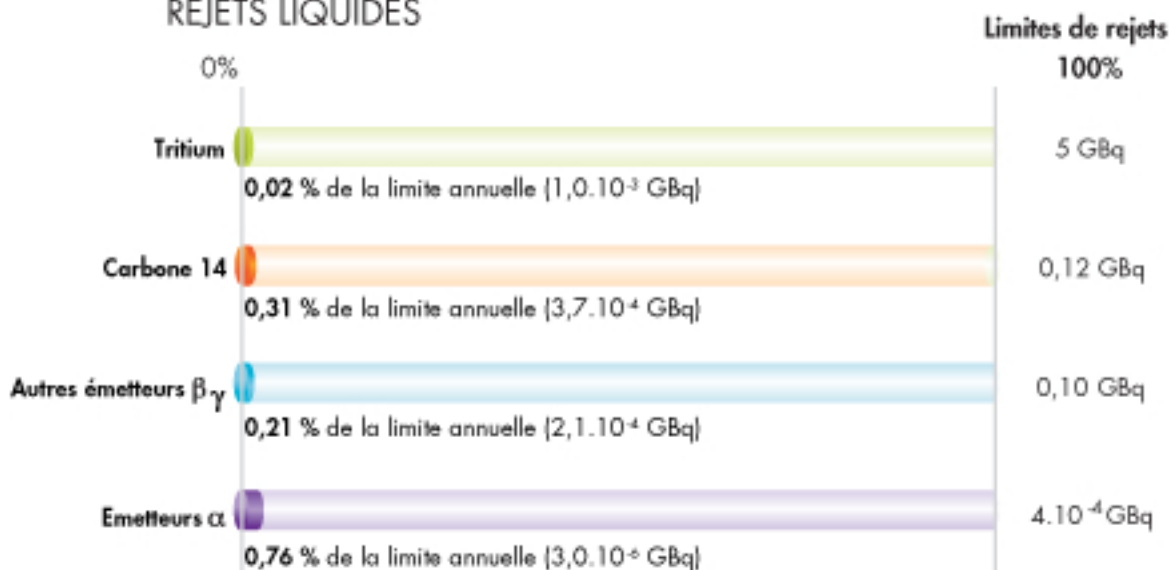 REJETS LIQUIDES
Limites de rejets
0%
100%
Tritium
5 GBq
0,02 % de la limite annuelle (1,0.10⁻³ GBq)
Carbone 14
0,12 GBq
0,31 % de la limite annuelle (3,7.10⁻⁴ GBq)
Autres émetteurs βγ
0,10 GBq
0,21 % de la limite annuelle (2,1.10⁻⁴ GBq)
Emetteurs α
4.10⁻⁴ GBq
0,76 % de la limite annuelle (3,0.10⁻⁶ GBq)